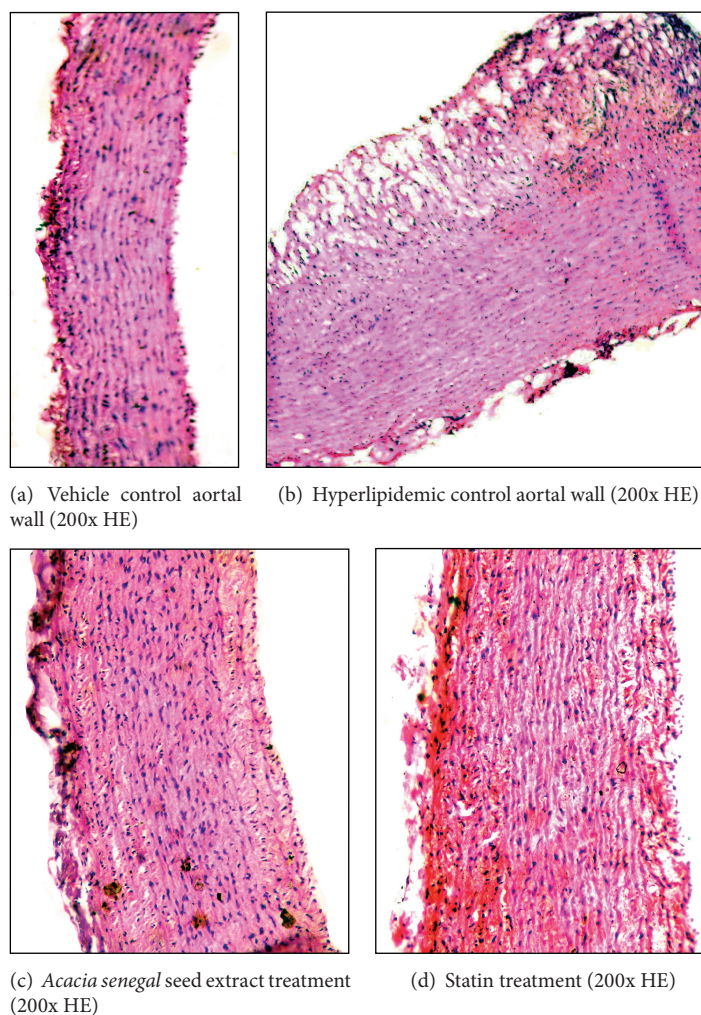 (a) Vehicle control aortal
wall (200x HE)
(b) Hyperlipidemic control aortal wall (200x HE)
(c) Acacia senegal seed extract treatment
(200x HE)
(d) Statin treatment (200x HE)